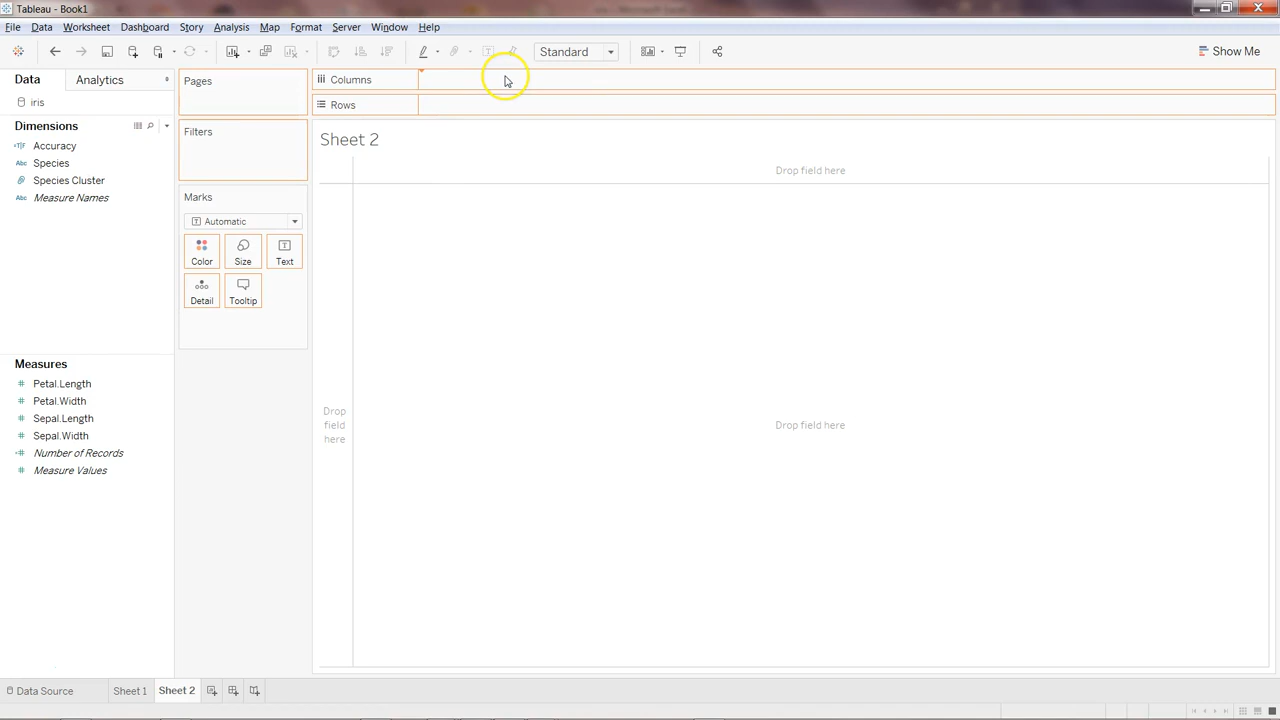 Tableau - Book1
File Data Worksheet Dashboard Story Analysis Map Format Server Window Help
Standard
Show Me
Data Analytics
iris
Dimensions
Abc Accuracy
Abc Species
Species Cluster
Abc Measure Names
Measures
Petal.Length
Petal.Width
Sepal.Length
Sepal.Width
Number of Records
Measure Values
Pages
Filters
Marks
Automatic
Color Size Text
Detail Tooltip
Columns
Rows
Sheet 2
Drop field here
Drop
field
here
Drop field here
Data Source Sheet 1 Sheet 2